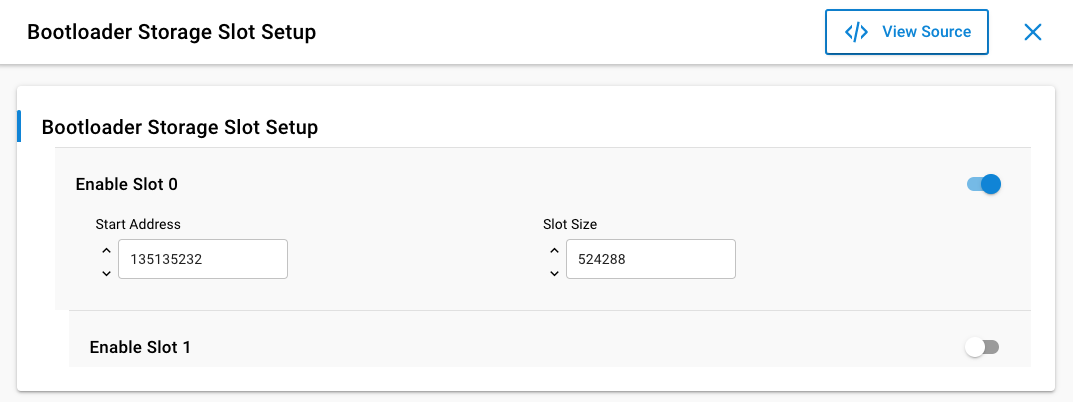 Bootloader Storage Slot Setup
</> View Source
Bootloader Storage Slot Setup
Enable Slot 0
Start Address
Slot Size
135135232
524288
Enable Slot 1